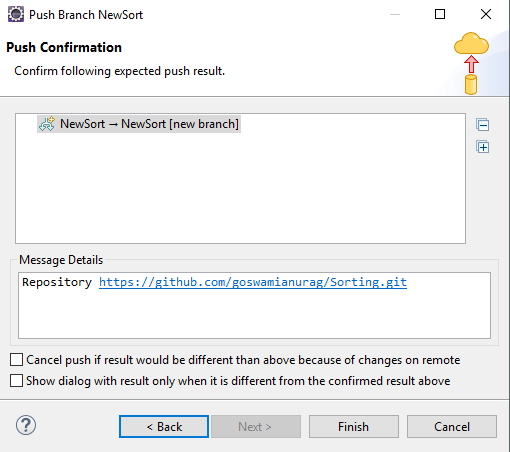 Push Branch NewSort
Push Confirmation
Confirm following expected push result.
NewSort → NewSort [new branch]
Message Details
Repository https://github.com/goswamianurag/Sorting.git
Cancel push if result would be different than above because of changes on remote
Show dialog with result only when it is different from the confirmed result above
? < Back Next > Finish Cancel